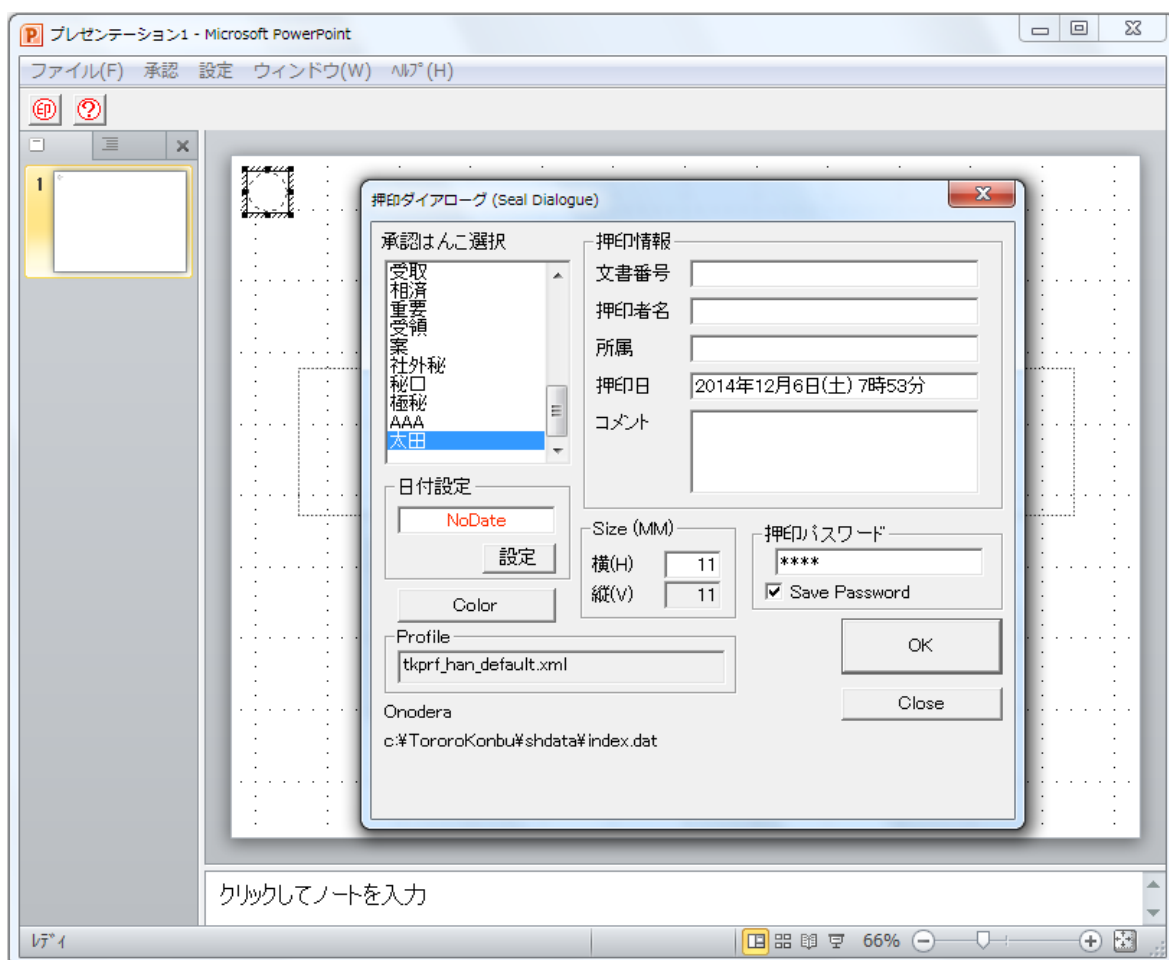 プレゼンテーション1 - Microsoft PowerPoint
ファイル(F) 承認 設定 ウィンドウ(W) ﾍﾙﾌﾟ(H)
印 ?
1
押印ダイアローグ (Seal Dialogue)
承認はんこ選択
受取
相済
重要
受領
案
社外秘
秘口
極秘
AAA
太田
日付設定
NoDate
設定
Color
Profile
tkprf_han_default.xml
Onodera
c:¥TororoKonbu¥shdata¥index.dat
押印情報
文書番号
押印者名
所属
押印日 2014年12月6日(土) 7時53分
コメント
Size (MM)
横(H) 11
縦(V) 11
押印パスワード
****
Save Password
OK
Close
クリックしてノートを入力
ﾚﾃﾞｨ
66%